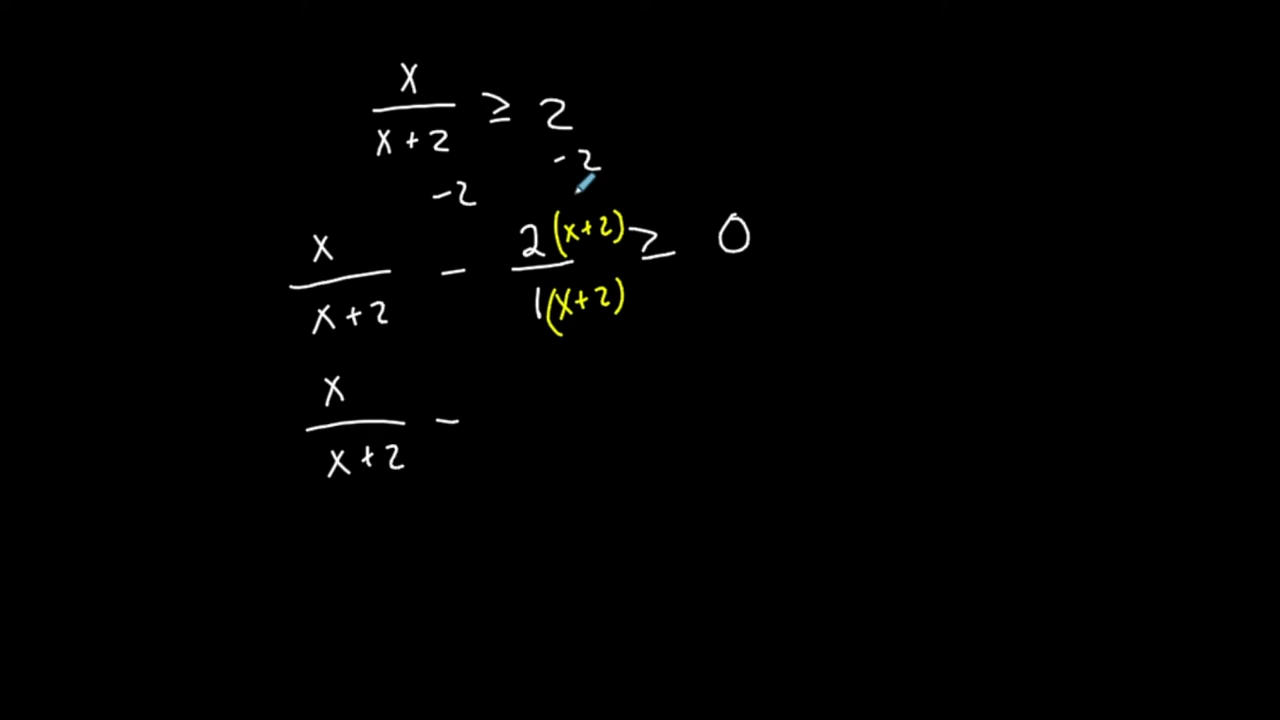 x
x + 2 ≥ 2
- 2 - 2
x 2 (x+2)
x + 2 - 1 (x+2) ≥ 0
x
x + 2 -